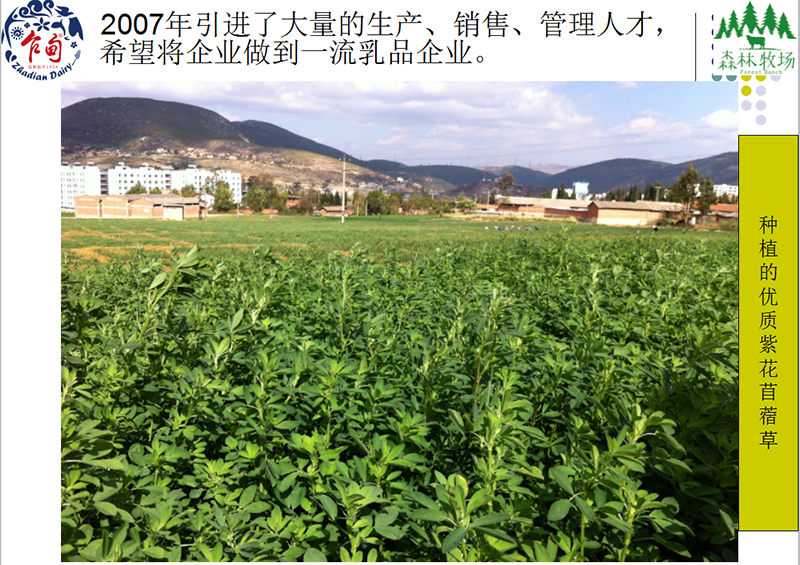 2007年引进了大量的生产、销售、管理人才，
希望将企业做到一流乳品企业。
乍甸
Zhadian Dairy
森林牧场
Forest Ranch
种植的优质紫花苜蓿草